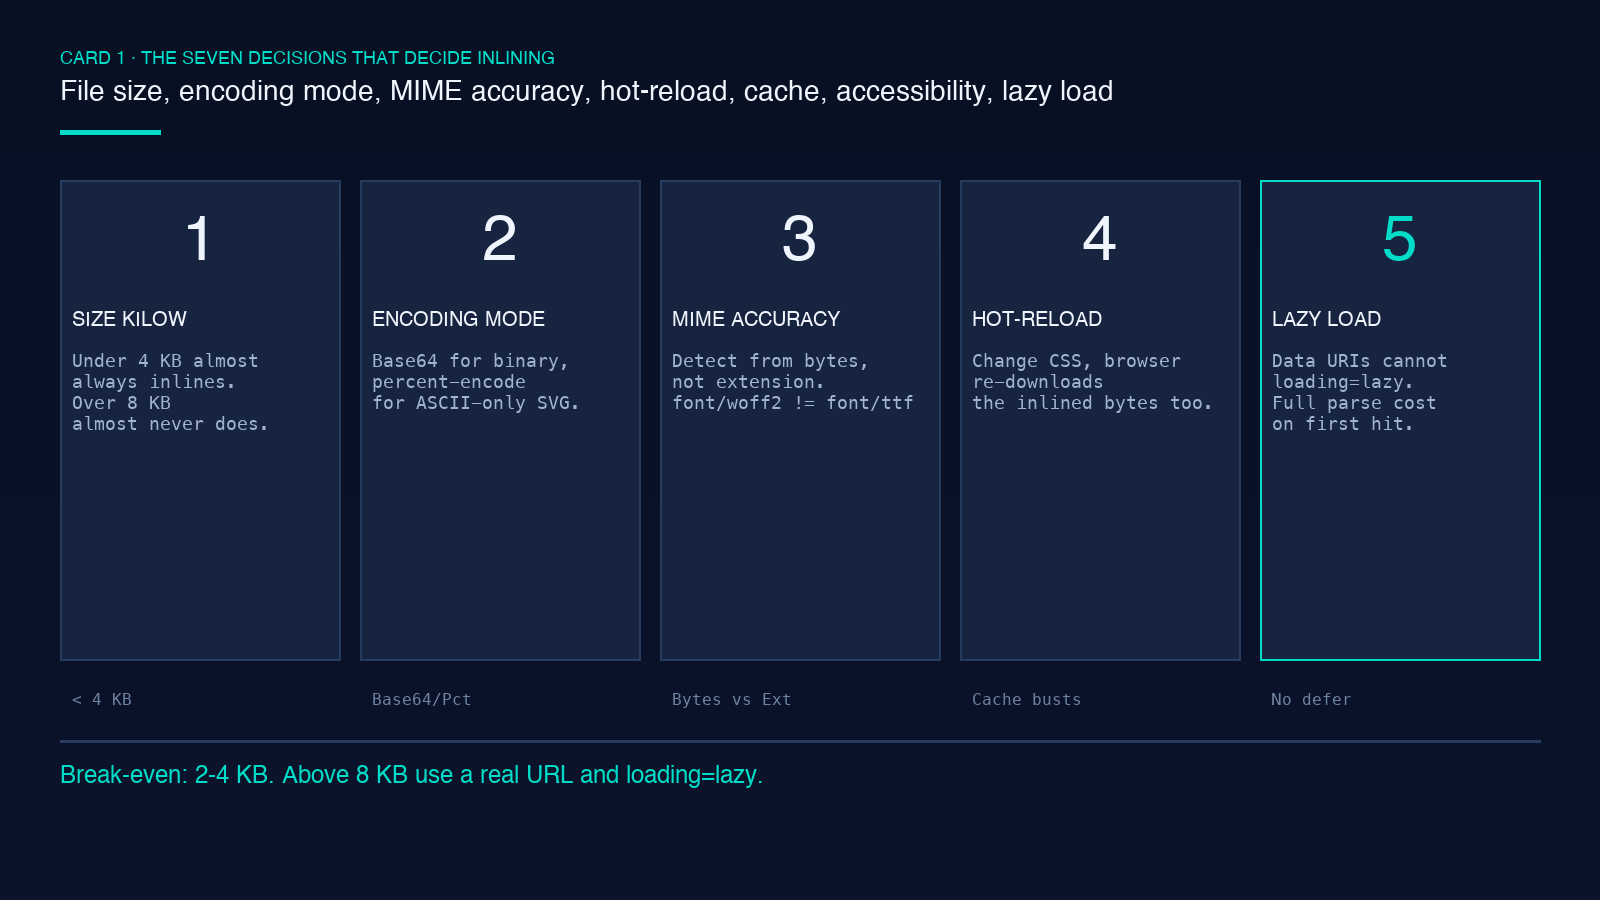 CARD 1 · THE SEVEN DECISIONS THAT DECIDE INLINING
File size, encoding mode, MIME accuracy, hot-reload, cache, accessibility, lazy load
1
SIZE KILOW
Under 4 KB almost
always inlines.
Over 8 KB
almost never does.
< 4 KB
2
ENCODING MODE
Base64 for binary,
percent–encode
for ASCII–only SVG.
Base64/Pct
3
MIME ACCURACY
Detect from bytes,
not extension.
font/woff2 != font/ttf
Bytes vs Ext
4
HOT-RELOAD
Change CSS, browser
re–downloads
the inlined bytes too.
Cache busts
5
LAZY LOAD
Data URIs cannot
loading=lazy.
Full parse cost
on first hit.
No defer
Break-even: 2-4 KB. Above 8 KB use a real URL and loading=lazy.